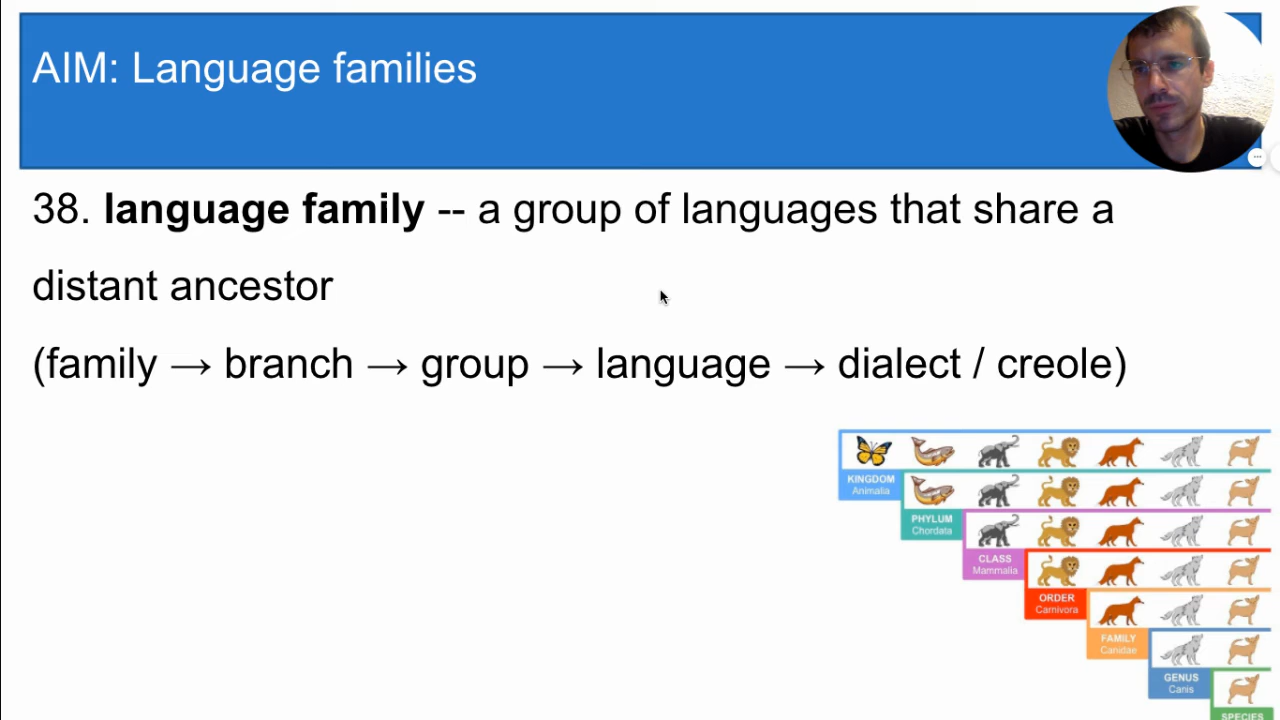 AIM: Language families
38. language family -- a group of languages that share a
distant ancestor
(family → branch → group → language → dialect / creole)
KINGDOM
Animalia
PHYLUM
Chordata
CLASS
Mammalia
ORDER
Carnivora
FAMILY
Canidae
GENUS
Canis
SPECIES